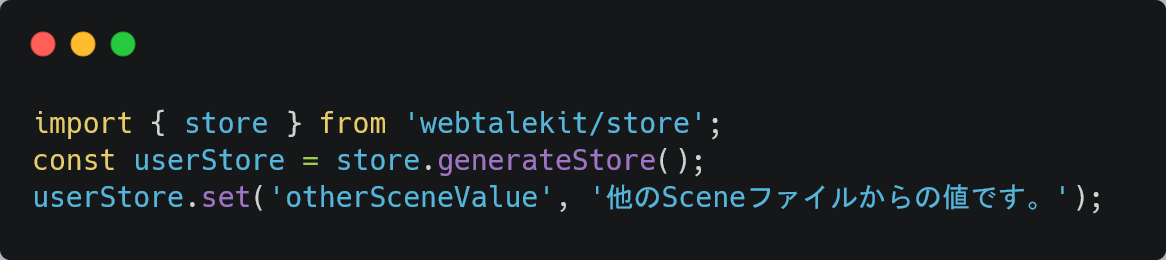 import { store } from 'webtalekit/store';
const userStore = store.generateStore();
userStore.set('otherSceneValue', '他のSceneファイルからの値です。');